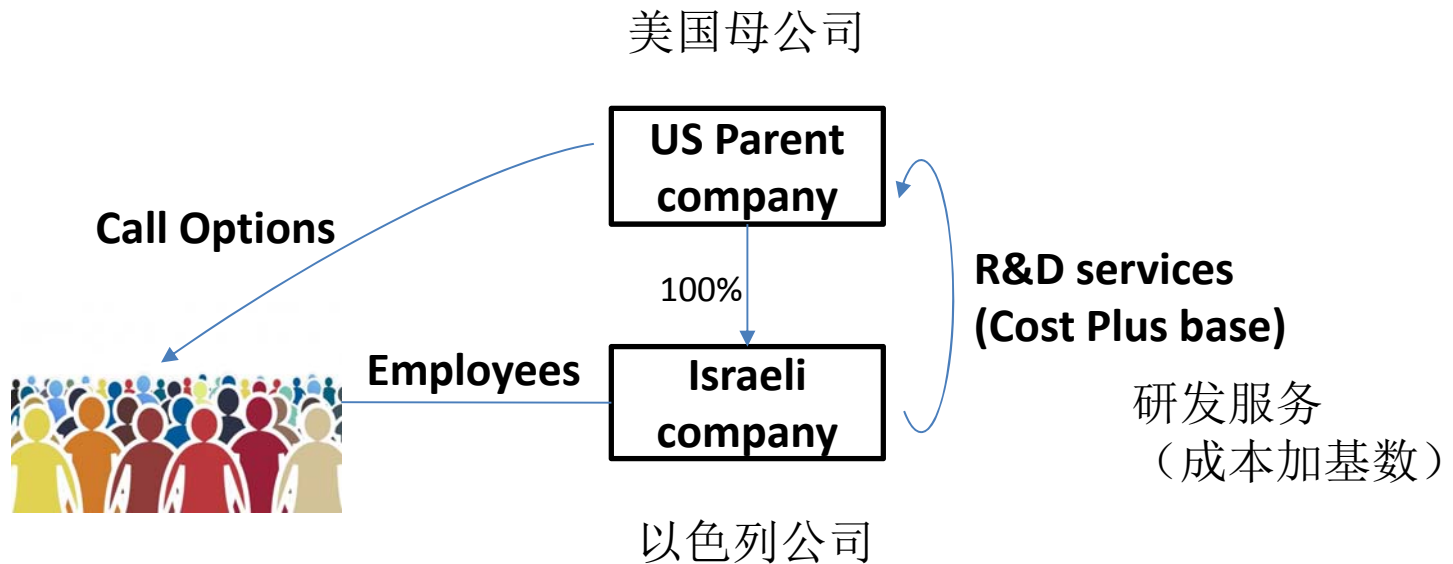 美国母公司
US Parent
company
Call Options
100%
R&D services
(Cost Plus base)
Employees
Israeli
company
研发服务
（成本加基数）
以色列公司